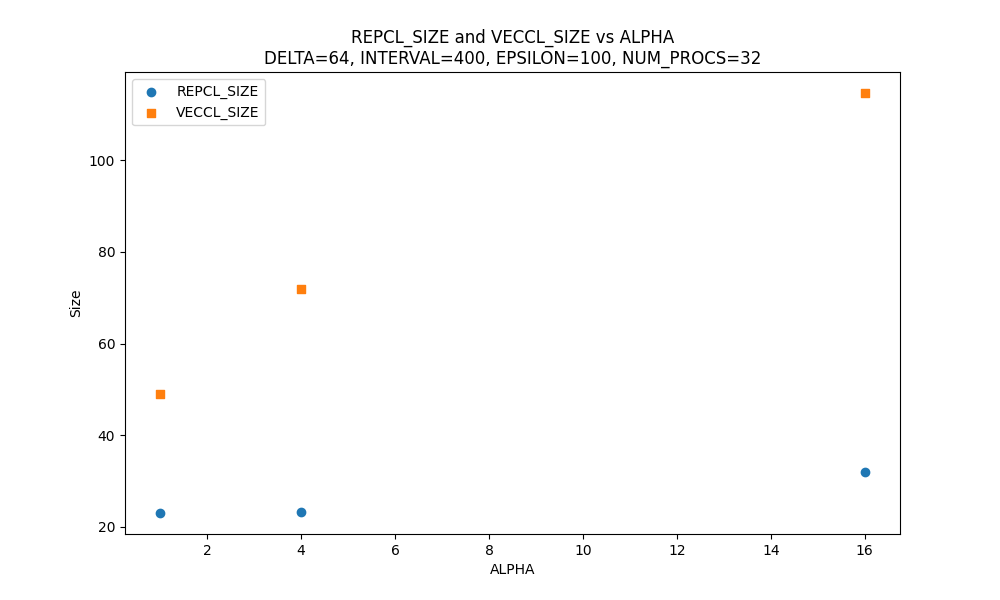 REPCL_SIZE and VECCL_SIZE vs ALPHA
DELTA=64, INTERVAL=400, EPSILON=100, NUM_PROCS=32
REPCL_SIZE
VECCL_SIZE
100
80
60
40
20
Size
2 4 6 8 10 12 14 16
ALPHA